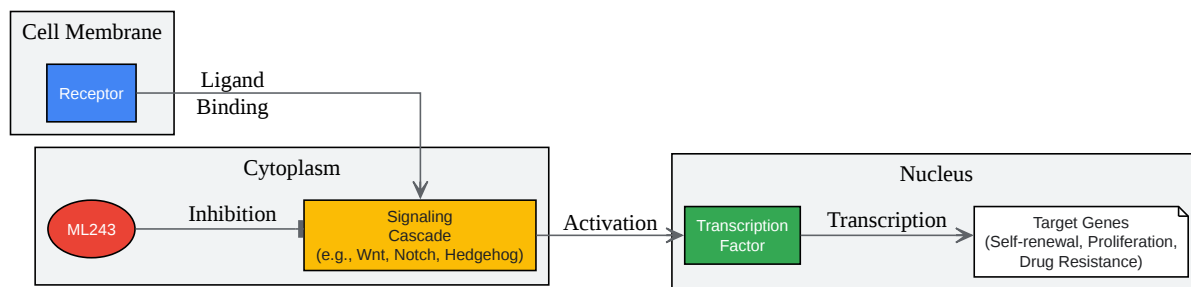 Cell Membrane
Receptor
Ligand
Binding
Cytoplasm
ML243
Inhibition
Signaling
Cascade
(e.g., Wnt, Notch, Hedgehog)
Activation
Nucleus
Transcription
Factor
Transcription
Target Genes
(Self-renewal, Proliferation,
Drug Resistance)